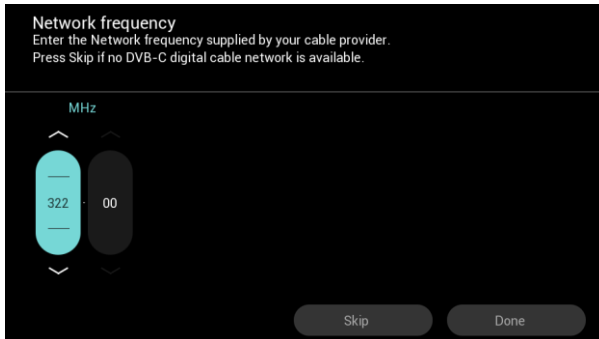 Network frequency
Enter the Network frequency supplied by your cable provider.
Press Skip if no DVB-C digital cable network is available.
MHz
322 . 00
Skip Done